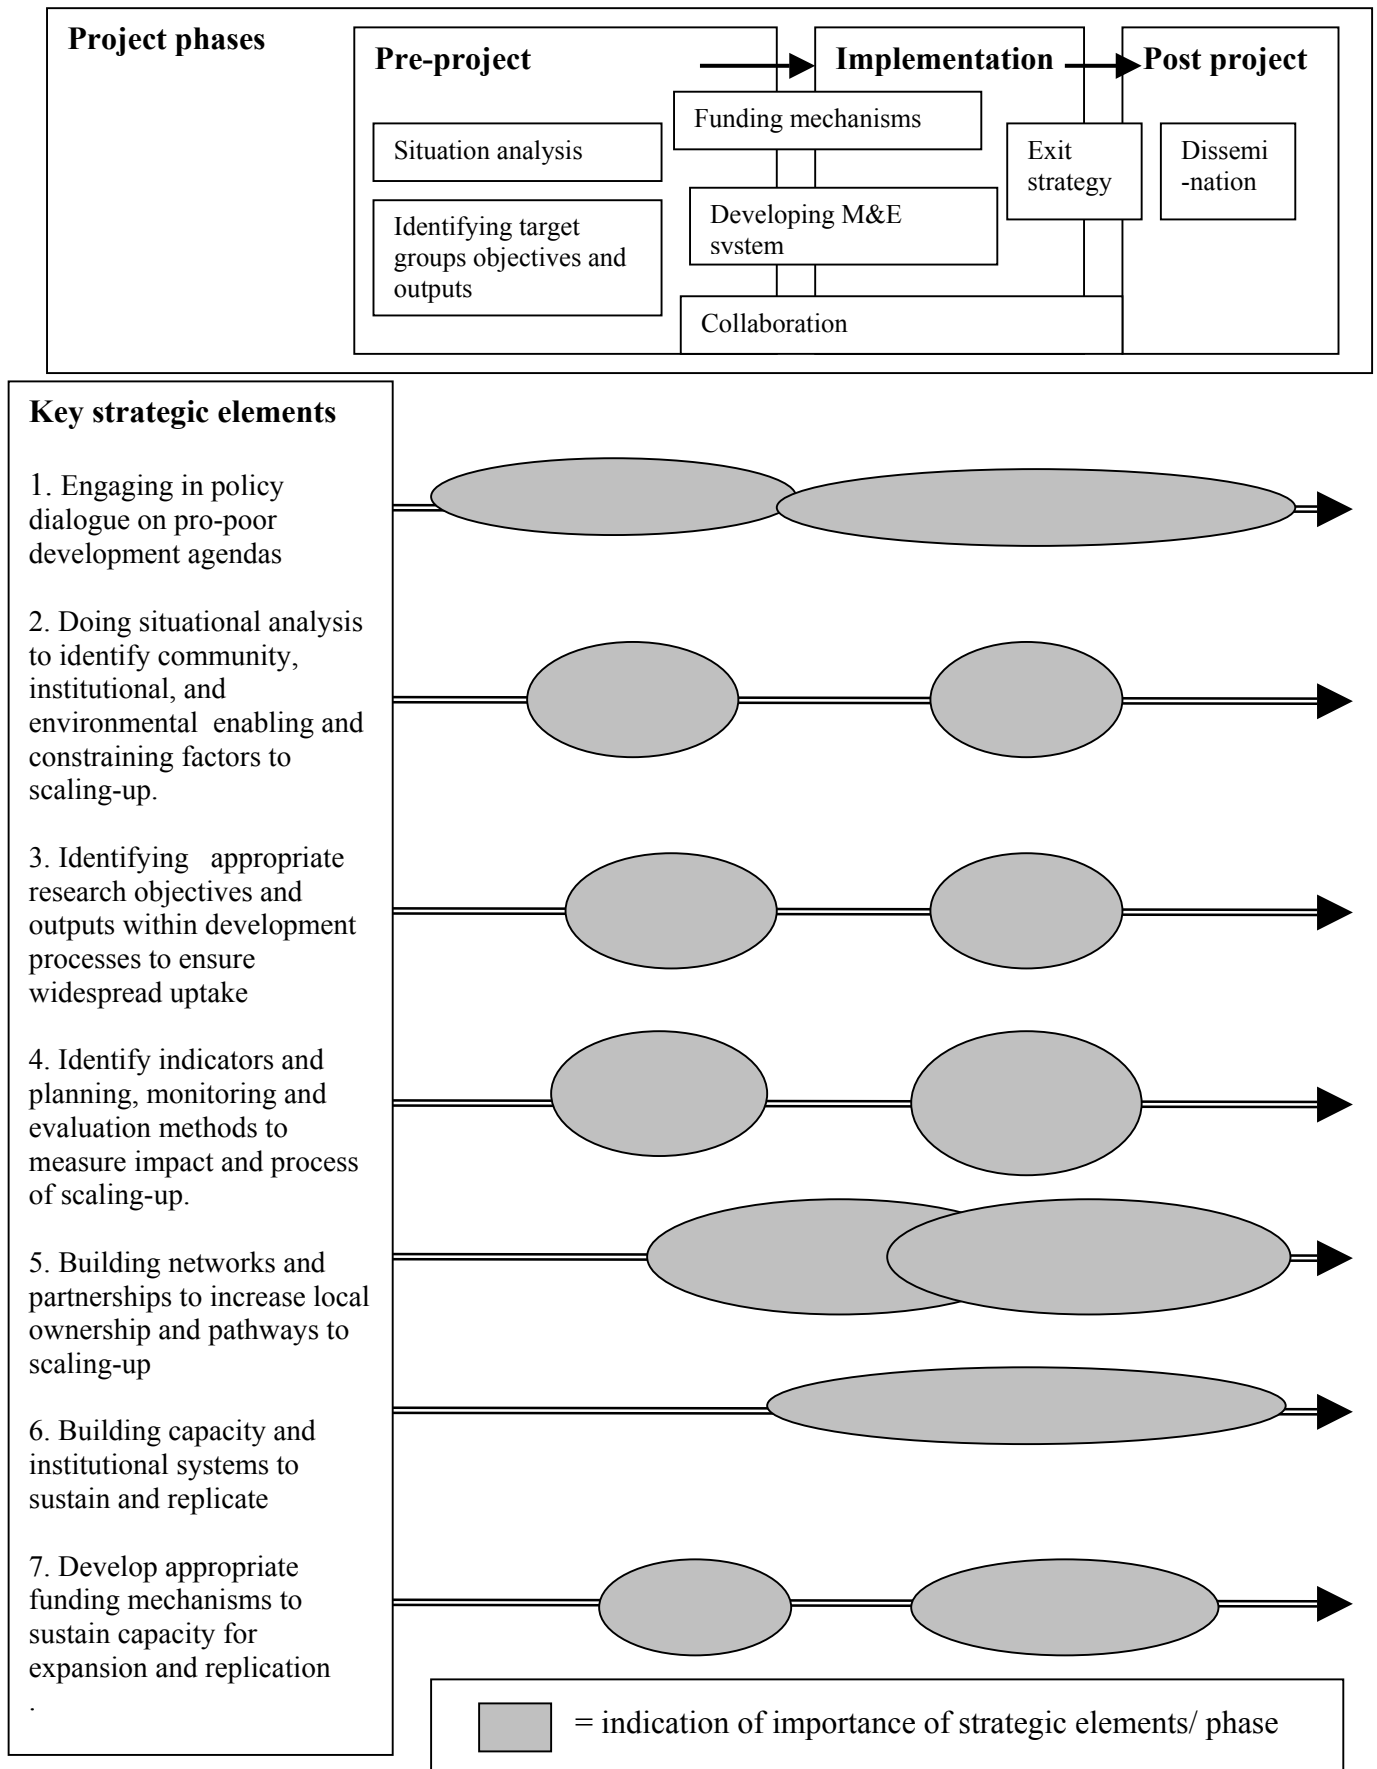 Project phases
Pre-project
Implementation
Post project
Funding mechanisms
Situation analysis
Exit
strategy
Dissemi
-nation
Identifying target
groups objectives and
outputs
Developing M&E
system
Collaboration
Key strategic elements
1. Engaging in policy
dialogue on pro-poor
development agendas
2. Doing situational analysis
to identify community,
institutional, and
environmental enabling and
constraining factors to
scaling-up.
3. Identifying appropriate
research objectives and
outputs within development
processes to ensure
widespread uptake
4. Identify indicators and
planning, monitoring and
evaluation methods to
measure impact and process
of scaling-up.
5. Building networks and
partnerships to increase local
ownership and pathways to
scaling-up
6. Building capacity and
institutional systems to
sustain and replicate
7. Develop appropriate
funding mechanisms to
sustain capacity for
expansion and replication
.
= indication of importance of strategic elements/ phase